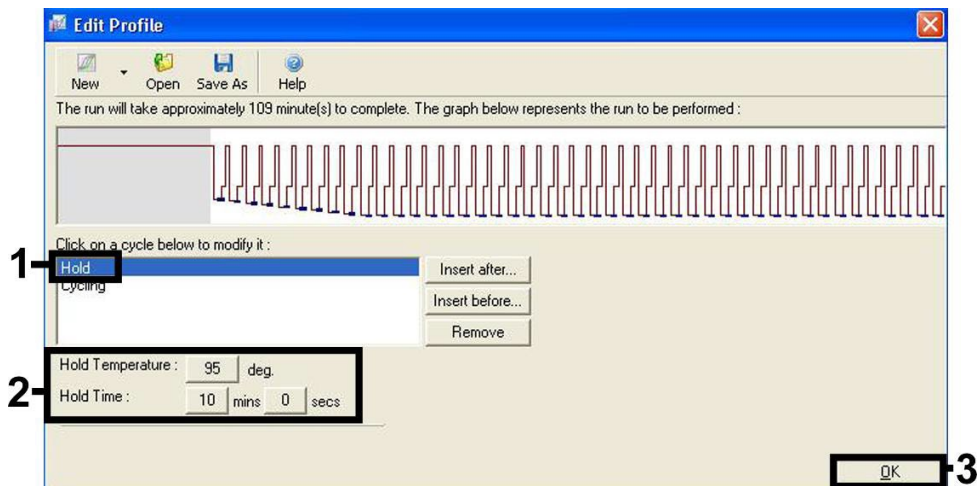 Edit Profile
New Open Save As Help
The run will take approximately 109 minute(s) to complete. The graph below represents the run to be performed :
Click on a cycle below to modify it :
1
Hold
Cycling
Insert after...
Insert before...
Remove
2
Hold Temperature : 95 deg.
Hold Time : 10 mins 0 secs
OK
3